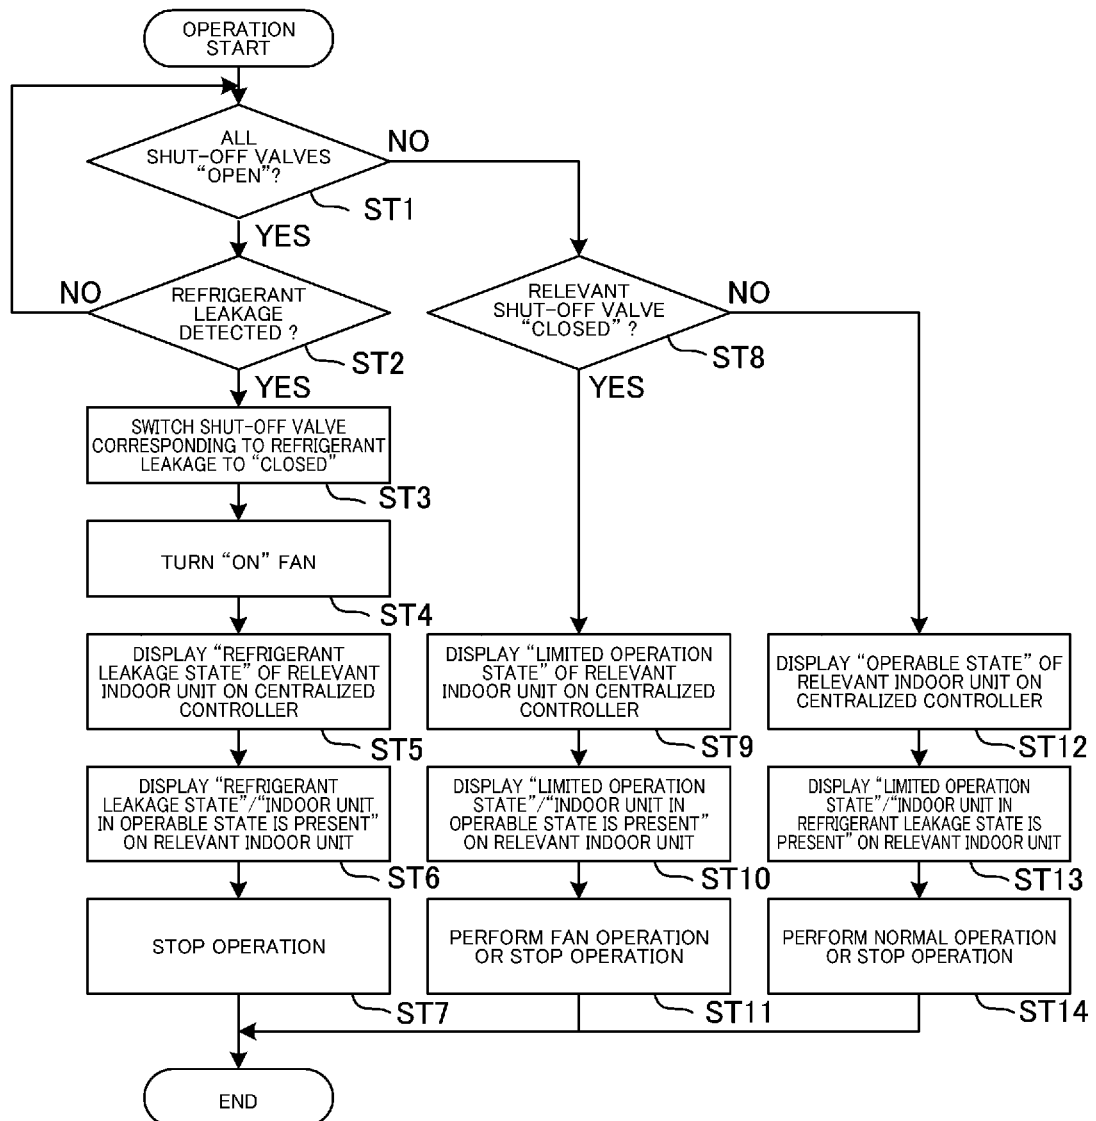 OPERATION
START
ALL
SHUT-OFF VALVES
“OPEN”?
NO
ST1
YES
NO
REFRIGERANT
LEAKAGE
DETECTED ?
ST2
YES
RELEVANT
SHUT-OFF VALVE
“CLOSED” ?
NO
ST8
YES
SWITCH SHUT-OFF VALVE
CORRESPONDING TO REFRIGERANT
LEAKAGE TO “CLOSED”
ST3
TURN “ON” FAN
ST4
DISPLAY “REFRIGERANT
LEAKAGE STATE” OF RELEVANT
INDOOR UNIT ON CENTRALIZED
CONTROLLER
ST5
DISPLAY “LIMITED OPERATION
STATE” OF RELEVANT
INDOOR UNIT ON CENTRALIZED
CONTROLLER
ST9
DISPLAY “OPERABLE STATE” OF
RELEVANT INDOOR UNIT ON
CENTRALIZED CONTROLLER
ST12
DISPLAY “REFRIGERANT
LEAKAGE STATE”/“INDOOR UNIT
IN OPERABLE STATE IS PRESENT”
ON RELEVANT INDOOR UNIT
ST6
DISPLAY “LIMITED OPERATION
STATE”/“INDOOR UNIT IN
OPERABLE STATE IS PRESENT”
ON RELEVANT INDOOR UNIT
ST10
DISPLAY “LIMITED OPERATION
STATE”/“INDOOR UNIT IN
REFRIGERANT LEAKAGE STATE IS
PRESENT” ON RELEVANT INDOOR UNIT
ST13
STOP OPERATION
ST7
PERFORM FAN OPERATION
OR STOP OPERATION
ST11
PERFORM NORMAL OPERATION
OR STOP OPERATION
ST14
END